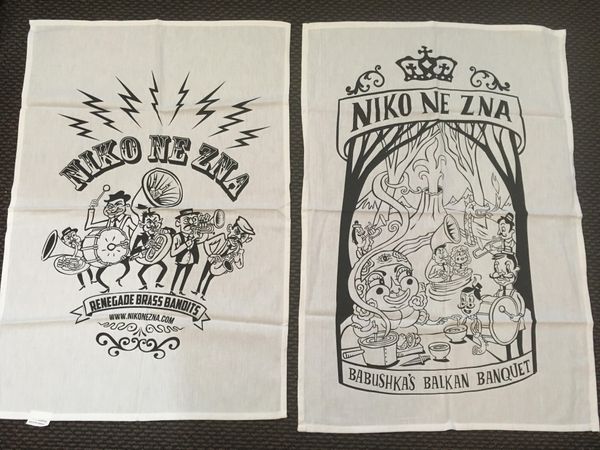 NIKO NE ZNA
RENEGADE BRASS BANDITS
WWW.NIKONEZNA.COM
NIKO NE ZNA
BABUSHKA'S BALKAN BANQUET